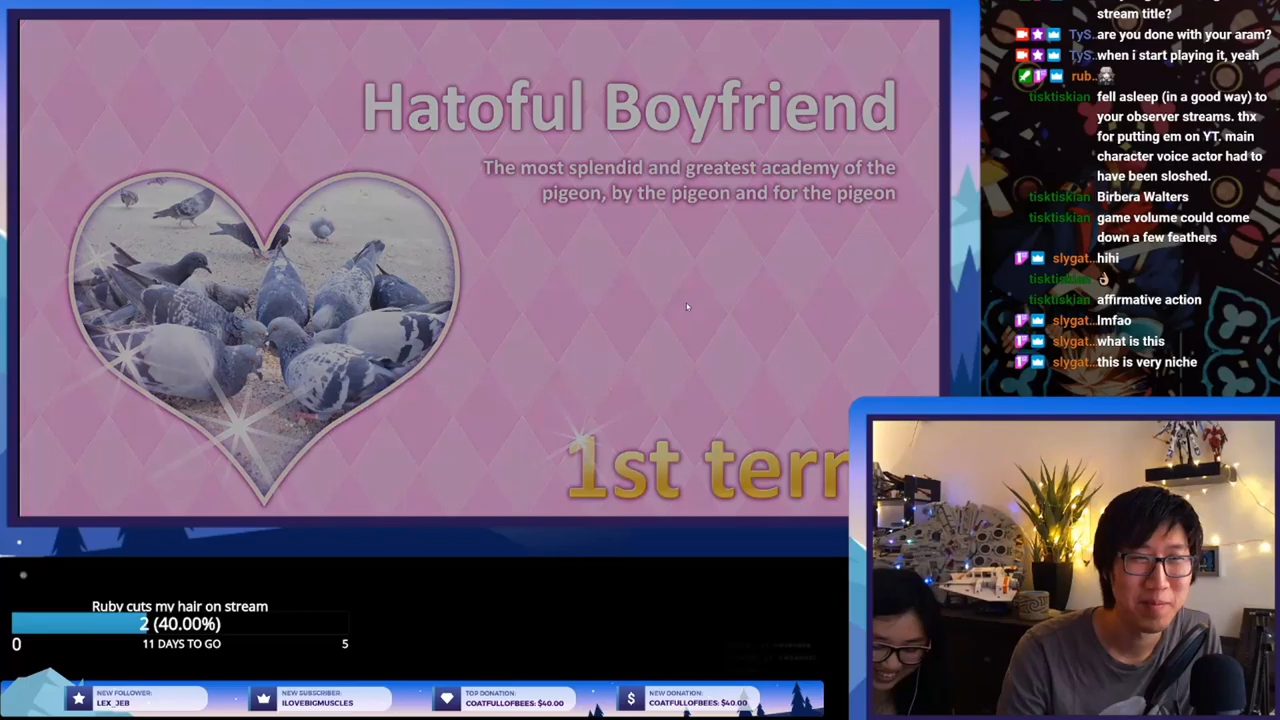 Hatoful Boyfriend
The most splendid and greatest academy of the
pigeon, by the pigeon and for the pigeon
1st ter
stream title?
TyS.. are you done with your aram?
TyS.. when i start playing it, yeah
rub..
tisktiskian fell asleep (in a good way) to
your observer streams. thx
for putting em on YT. main
character voice actor had to
have been sloshed.
tisktiskian Birbera Walters
tisktiskian game volume could come
down a few feathers
slygat.. hihi
tisktiskian
tisktiskian affirmative action
slygat.. lmfao
slygat.. what is this
slygat.. this is very niche
Ruby cuts my hair on stream
2 (40.00%)
0 11 DAYS TO GO 5
NEW FOLLOWER:
LEX_JEB
NEW SUBSCRIBER:
ILOVEBIGMUSCLES
TOP DONATION:
COATFULLOFBEES: $40.00
NEW DONATION:
COATFULLOFBEES: $40.00